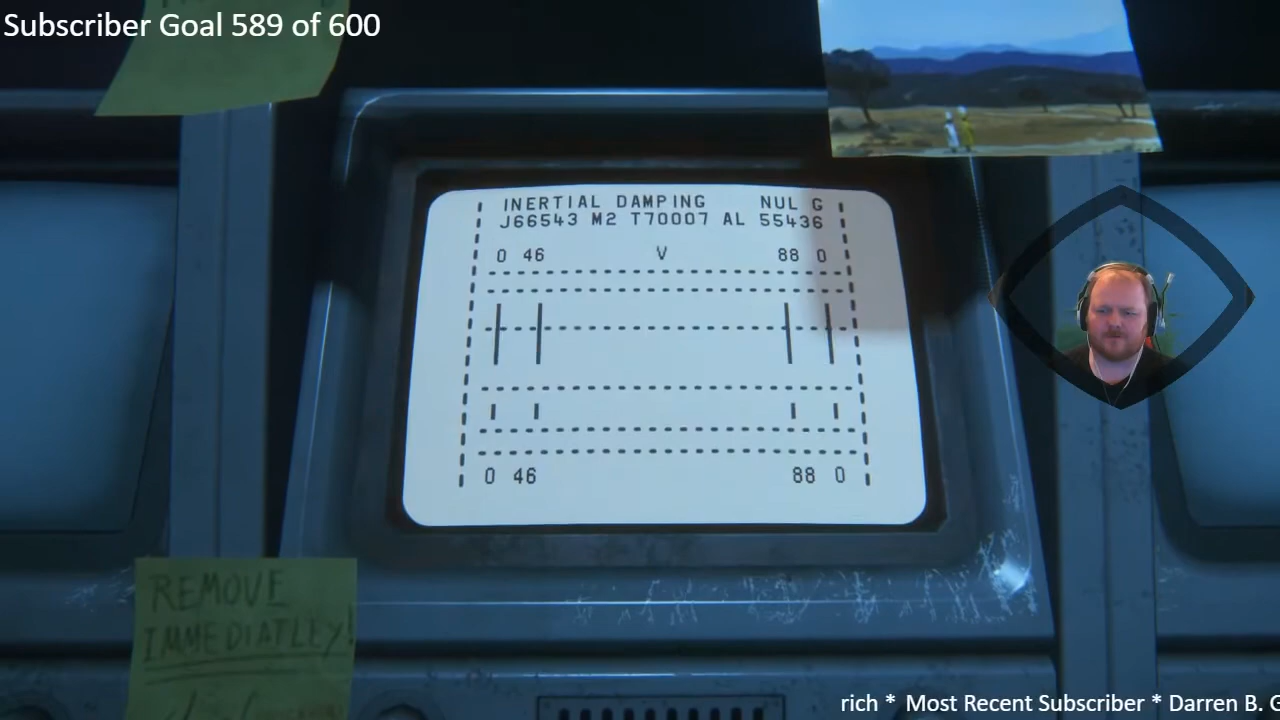 Subscriber Goal 589 of 600
INERTIAL DAMPING NUL G
J66543 M2 T70007 AL 55436
0 46 V 88 0
0 46 88 0
REMOVE
IMMEDIATLEY!
rich * Most Recent Subscriber * Darren B. G